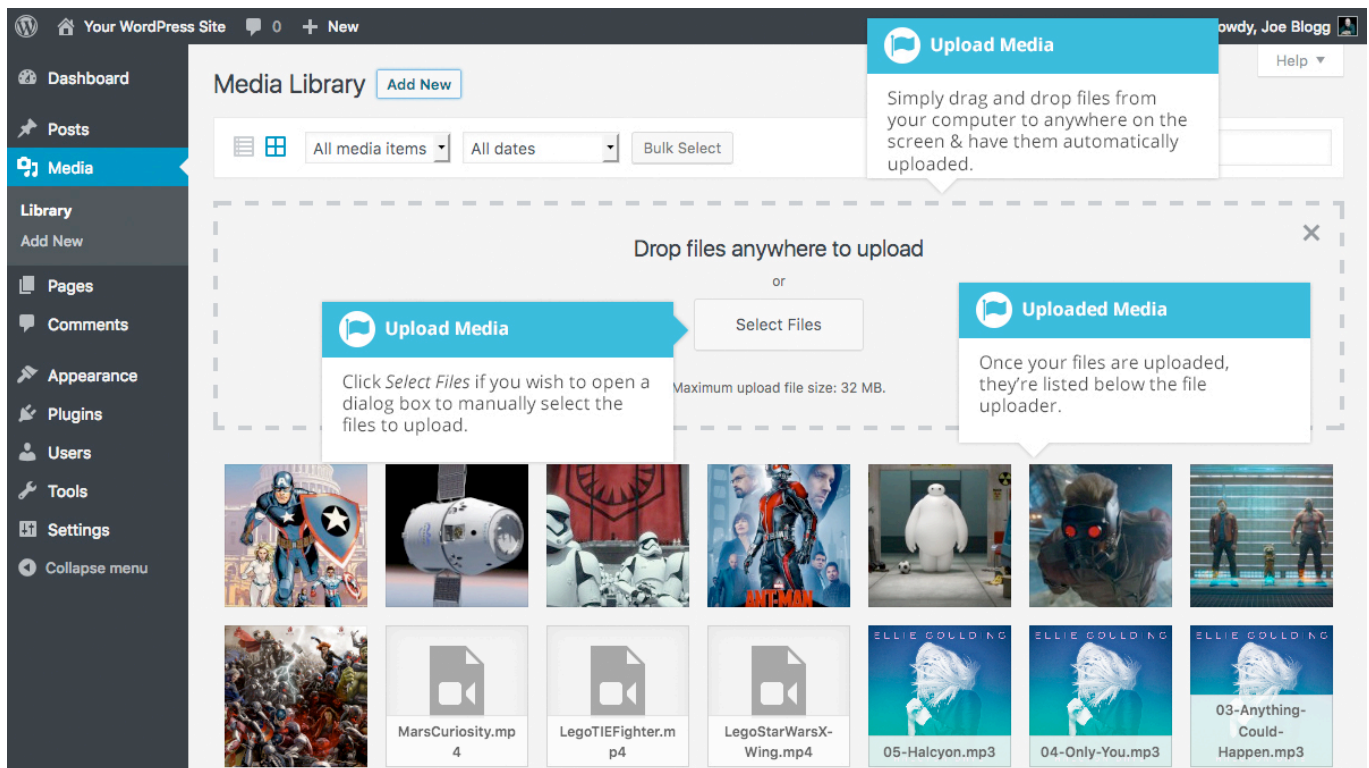 Your WordPress Site
0
New
owdy, Joe Blogg
Dashboard
Posts
Media
Library
Add New
Pages
Comments
Appearance
Plugins
Users
Tools
Settings
Collapse menu
Media Library
Add New
Help
All media items
All dates
Bulk Select
Upload Media
Simply drag and drop files from
your computer to anywhere on the
screen & have them automatically
uploaded.
Drop files anywhere to upload
or
Select Files
Maximum upload file size: 32 MB.
Upload Media
Click Select Files if you wish to open a
dialog box to manually select the
files to upload.
Uploaded Media
Once your files are uploaded,
they’re listed below the file
uploader.
ANT-MAN
MarsCuriosity.mp
4
LegoTIEFighter.m
p4
LegoStarWarsX-
Wing.mp4
ELLIE GOULDING
05-Halcyon.mp3
ELLIE GOULDING
04-Only-You.mp3
ELLIE GOULDING
03-Anything-
Could-
Happen.mp3